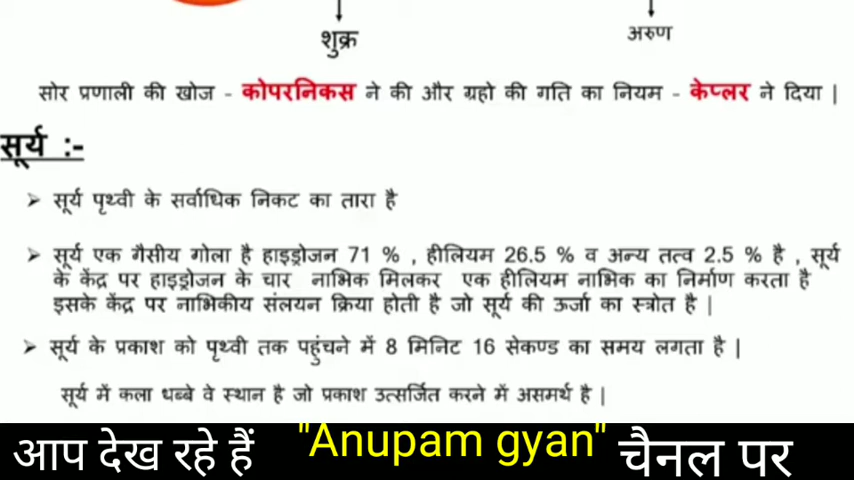 शुक्र
अरुण
सोर प्रणाली की खोज - कोपरनिकस ने की और ग्रहो की गति का नियम - केप्लर ने दिया |
सूर्य :-
➢ सूर्य पृथ्वी के सर्वाधिक निकट का तारा है
➢ सूर्य एक गैसीय गोला है हाइड्रोजन 71 % , हीलियम 26.5 % व अन्य तत्व 2.5 % है , सूर्य
के केंद्र पर हाइड्रोजन के चार नाभिक मिलकर एक हीलियम नाभिक का निर्माण करता है
इसके केंद्र पर नाभिकीय संलयन क्रिया होती है जो सूर्य की ऊर्जा का स्त्रोत है |
➢ सूर्य के प्रकाश को पृथ्वी तक पहुंचने में 8 मिनिट 16 सेकण्ड का समय लगता है |
सूर्य में कला धब्बे वे स्थान है जो प्रकाश उत्सर्जित करने में असमर्थ है |
आप देख रहे हैं "Anupam gyan" चैनल पर